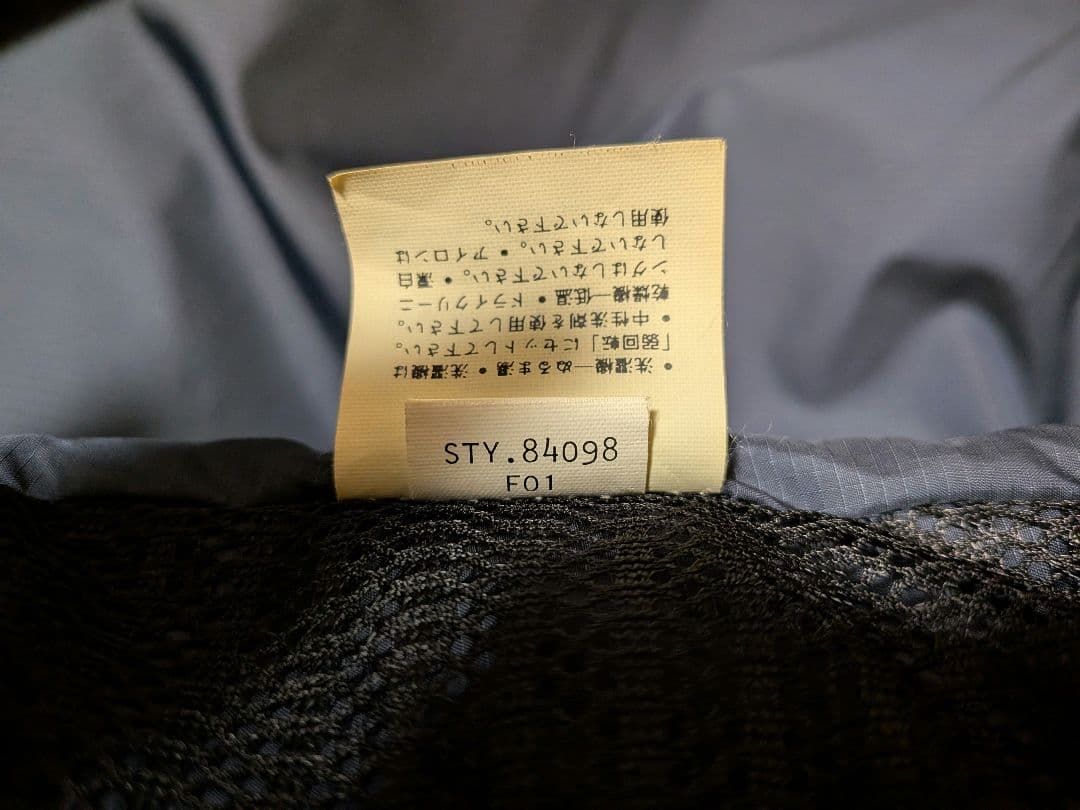 • 洗濯機—ぬるま湯 • 洗濯機は
「弱回転」にセットして下さい。
• 中性洗剤を使用して下さい。
乾燥機—低温 • ドライクリーニ
ングはしないで下さい。 • 漂白
しないで下さい。 • アイロンは
使用しないで下さい。
STY.84098
F01